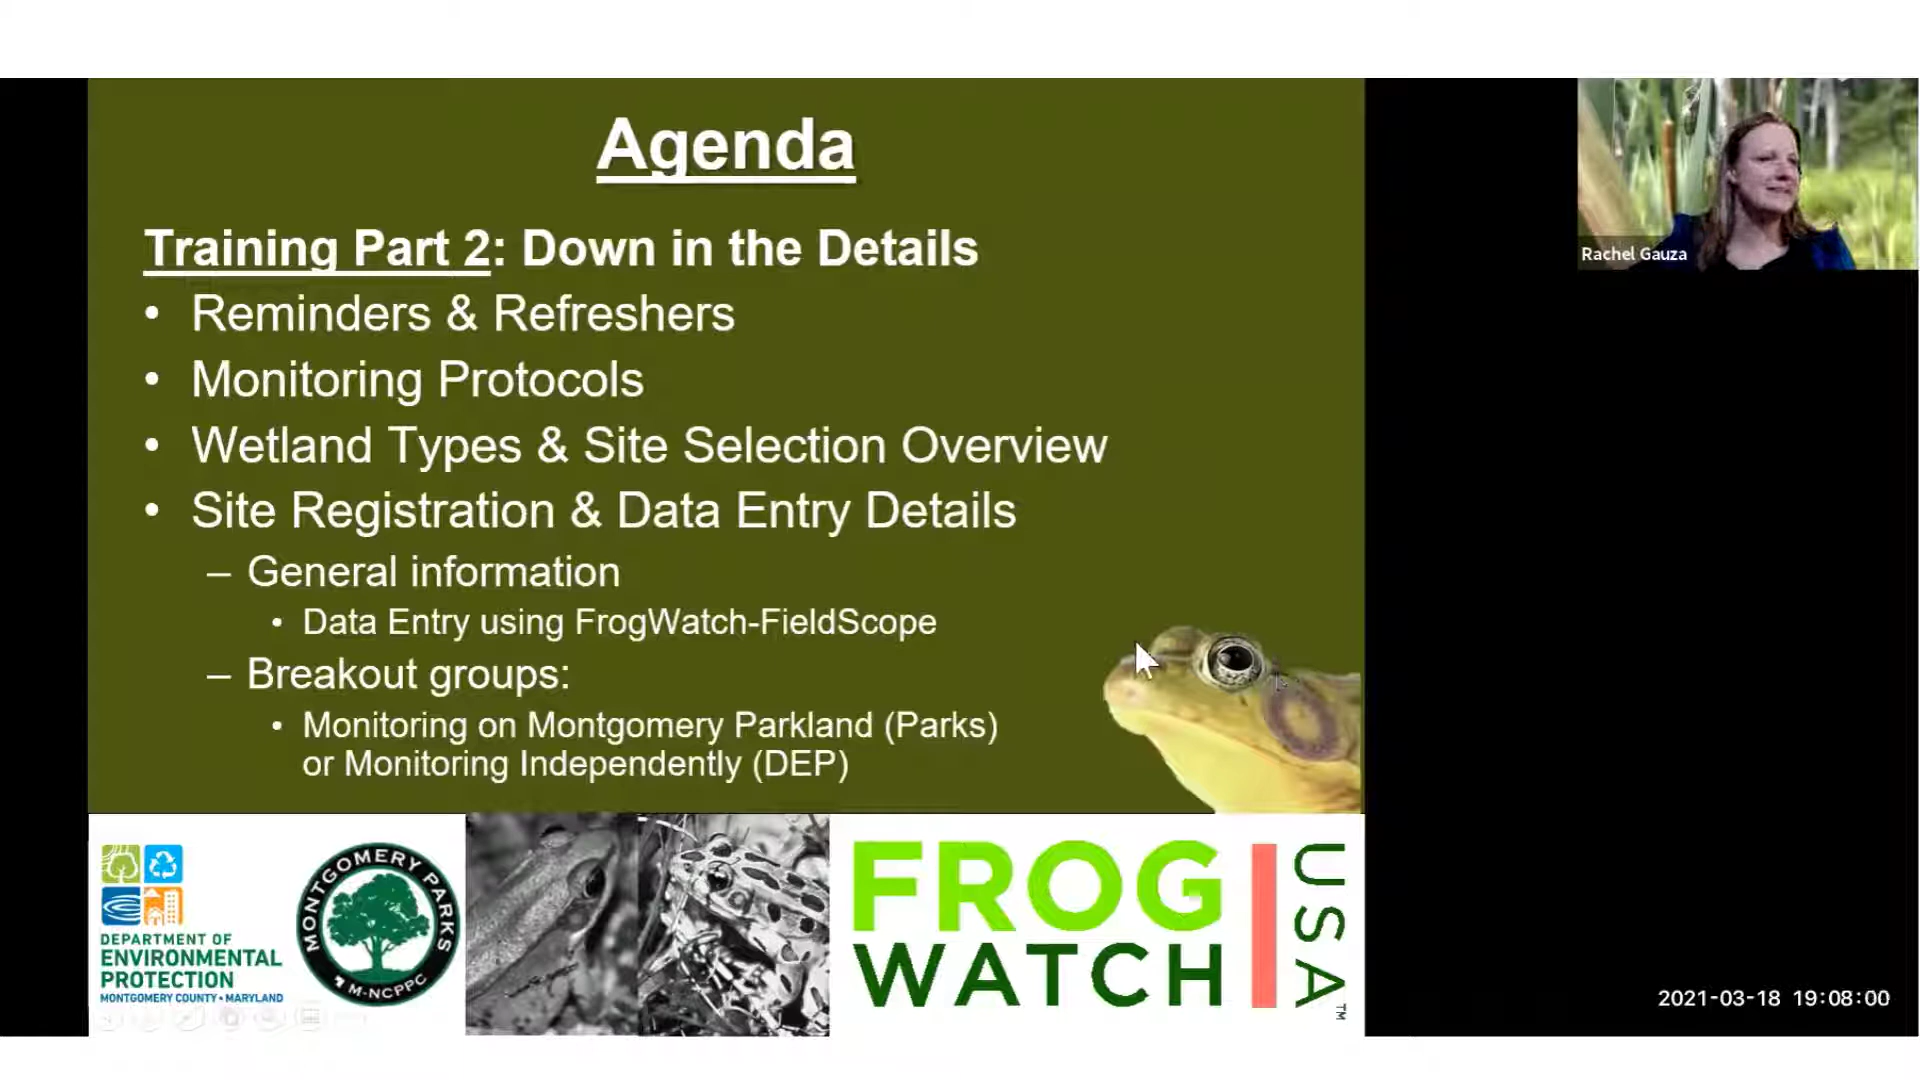 Agenda
Training Part 2: Down in the Details
• Reminders & Refreshers
• Monitoring Protocols
• Wetland Types & Site Selection Overview
• Site Registration & Data Entry Details
– General information
• Data Entry using FrogWatch-FieldScope
– Breakout groups:
• Monitoring on Montgomery Parkland (Parks)
or Monitoring Independently (DEP)
Rachel Gauza
DEPARTMENT OF
ENVIRONMENTAL
PROTECTION
MONTGOMERY COUNTY • MARYLAND
MONTGOMERY PARKS
M-NCPPC
FROG
WATCH
USA™
2021-03-18 19:08:00